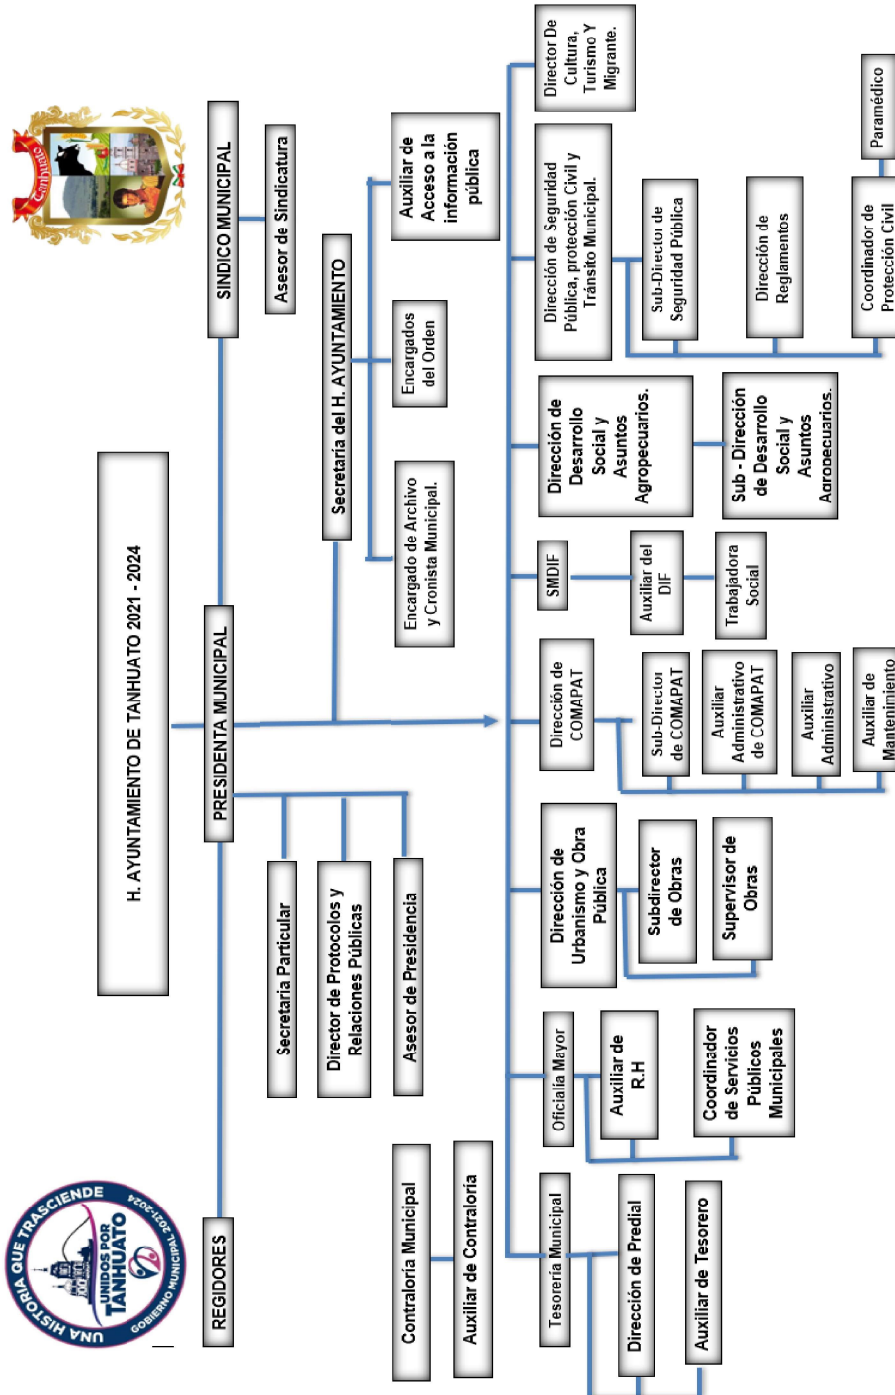 UNA HISTORIA QUE TRASCIENDE
UNIDOS POR
TANHUATO
GOBIERNO MUNICIPAL 2021-2024
H. AYUNTAMIENTO DE TANHUATO 2021 - 2024
Tanhuato
REGIDORES
PRESIDENTA MUNICIPAL
SINDICO MUNICIPAL
Asesor de Sindicatura
Secretaria Particular
Director de Protocolos y
Relaciones Públicas
Asesor de Presidencia
Secretaría del H. AYUNTAMIENTO
Encargado de Archivo
y Cronista Municipal.
Encargados
del Orden
Auxiliar de
Acceso a la
información
pública
Contraloría Municipal
Auxiliar de Contraloría
Tesorería Municipal
Dirección de Predial
Auxiliar de Tesorero
Oficialía Mayor
Auxiliar de
R.H
Coordinador
de Servicios
Públicos
Municipales
Dirección de
Urbanismo y Obra
Pública
Subdirector
de Obras
Supervisor de
Obras
Dirección de
COMAPAT
Sub-Director
de COMAPAT
Auxiliar
Administrativo
de COMAPAT
Auxiliar
Administrativo
Auxiliar de
Mantenimiento
SMDIF
Auxiliar del
DIF
Trabajadora
Social
Dirección de
Desarrollo
Social y
Asuntos
Agropecuarios.
Sub - Dirección
de Desarrollo
Social y
Asuntos
Agropecuarios.
Dirección de Seguridad
Pública, protección Civil y
Tránsito Municipal.
Sub-Director de
Seguridad Pública
Dirección de
Reglamentos
Coordinador de
Protección Civil
Paramédico
Director De
Cultura,
Turismo Y
Migrante.